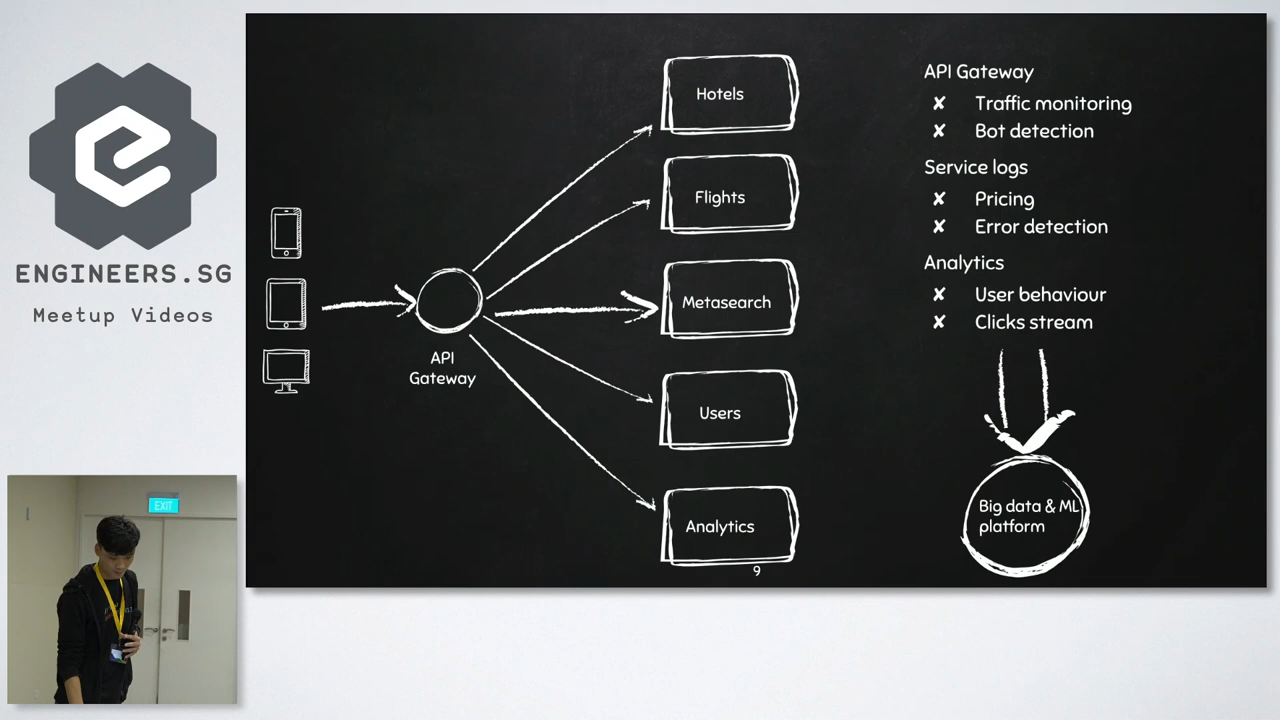 ENGINEERS.SG
Meetup Videos
EXIT
API
Gateway
Hotels
Flights
Metasearch
Users
Analytics
9
API Gateway
✘ Traffic monitoring
✘ Bot detection
Service logs
✘ Pricing
✘ Error detection
Analytics
✘ User behaviour
✘ Clicks stream
Big data & ML
platform